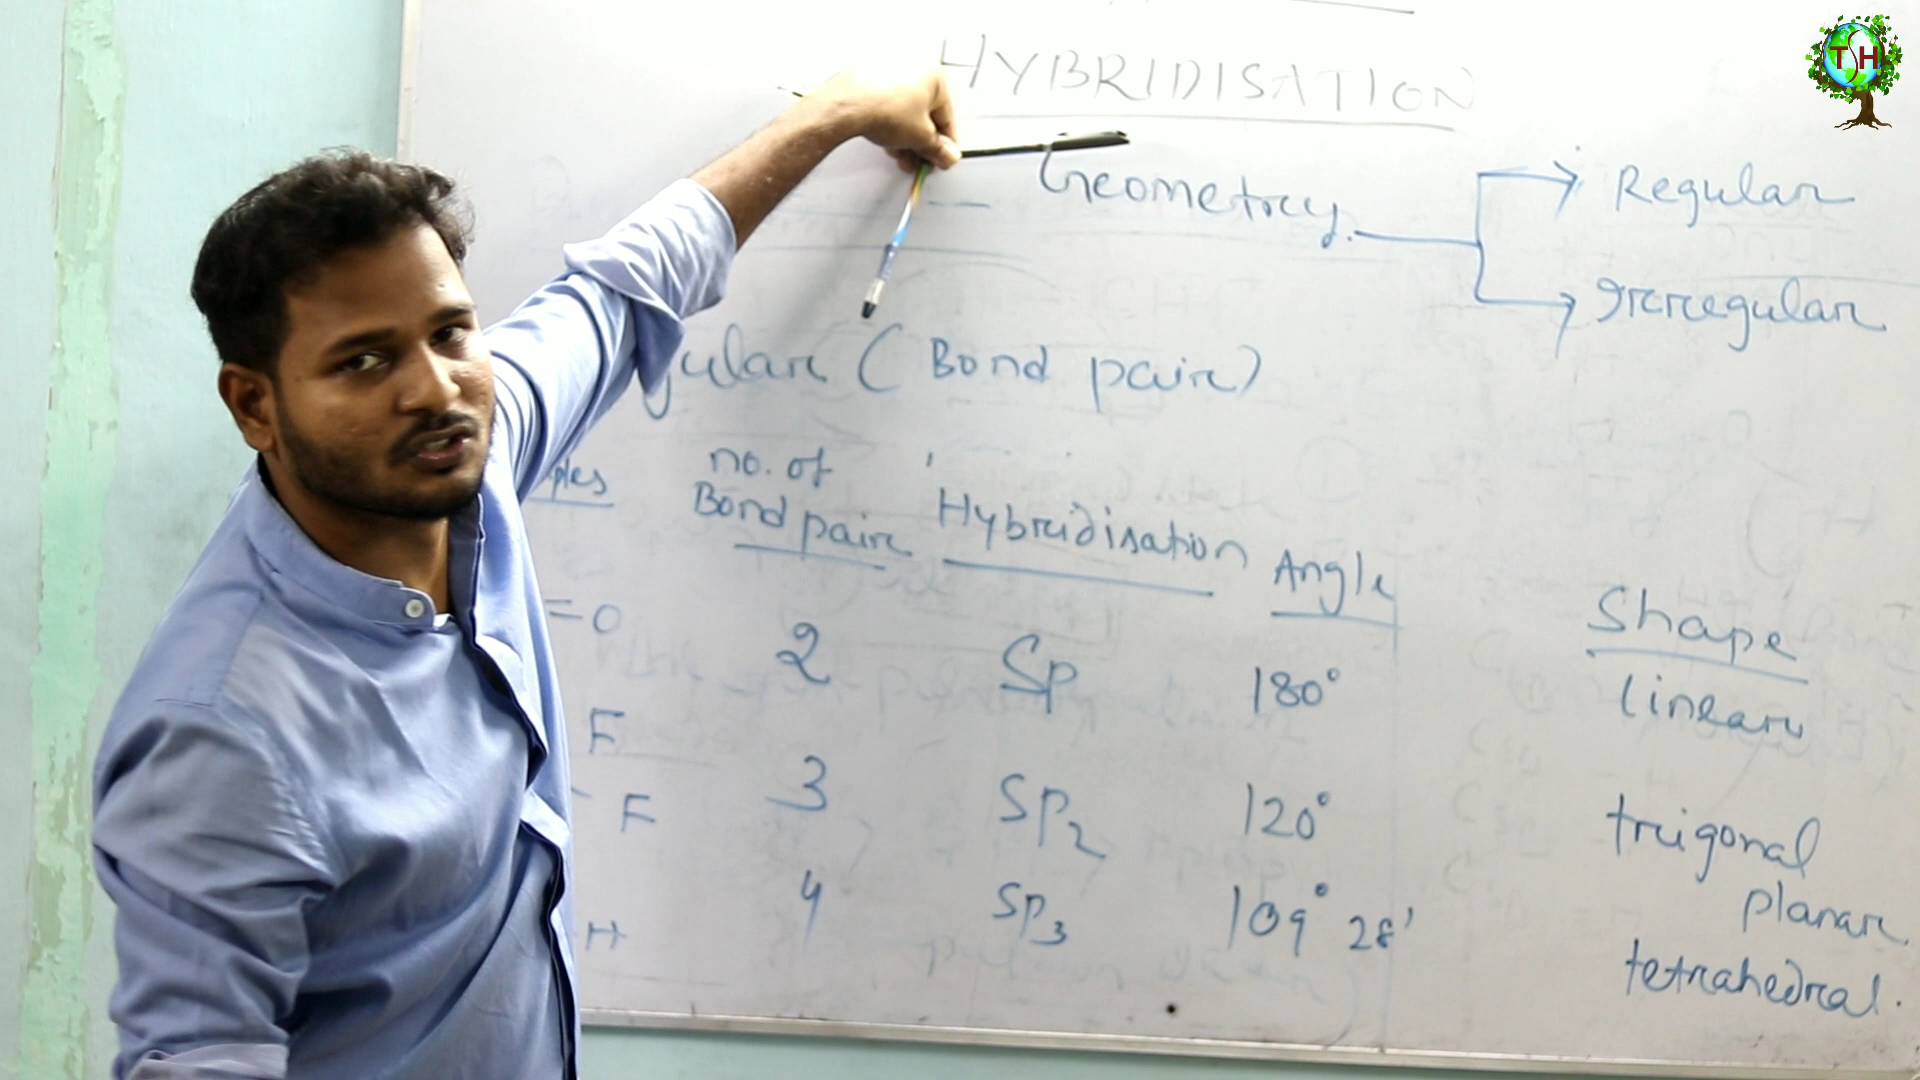 HYBRIDISATION
TSH
Geometry. Regular
Irregular
gular (Bond pair)
ples no. of Bond pair Hybridisation Angle Shape
=O 2 Sp 180° linear
F
F 3 SP2 120° trigonal planar
H 4 SP3 109° 28' tetrahedral.